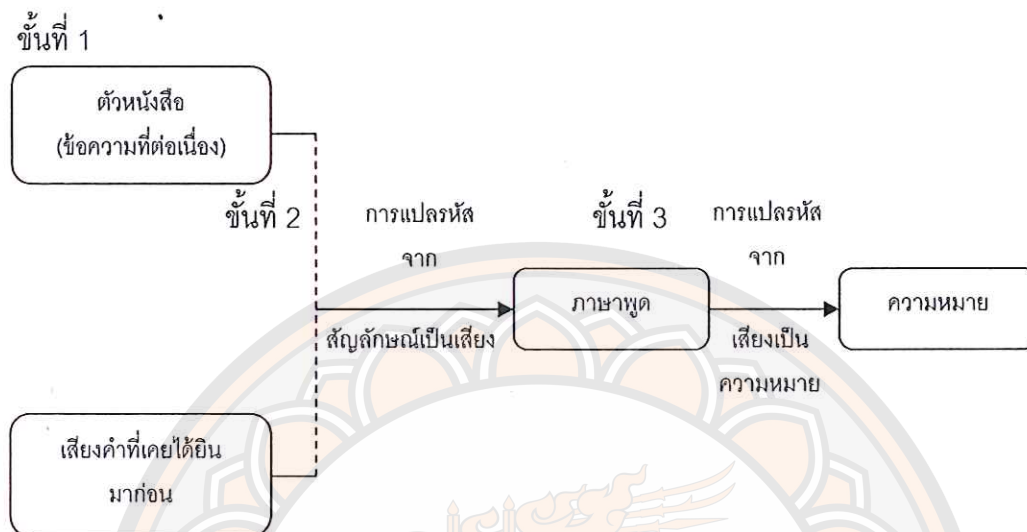 ขั้นที่ 1
ตัวหนังสือ
(ข้อความที่ต่อเนื่อง)
ขั้นที่ 2
การแปลรหัส
จาก
สัญลักษณ์เป็นเสียง
ขั้นที่ 3
ภาษาพูด
การแปลรหัส
จาก
เสียงเป็น
ความหมาย
ความหมาย
เสียงคำที่เคยได้ยิน
มาก่อน